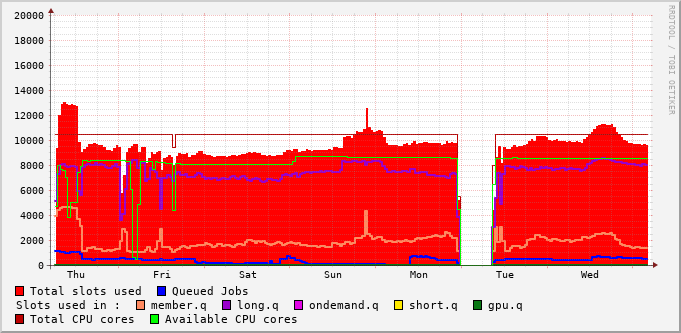 20000
18000
16000
14000
12000
10000
8000
6000
4000
2000
0
Thu Fri Sat Sun Mon Tue Wed
RRDTOOL / TOBI OETIKER
Total slots used Queued Jobs
Slots used in : member.q long.q ondemand.q short.q gpu.q
Total CPU cores Available CPU cores